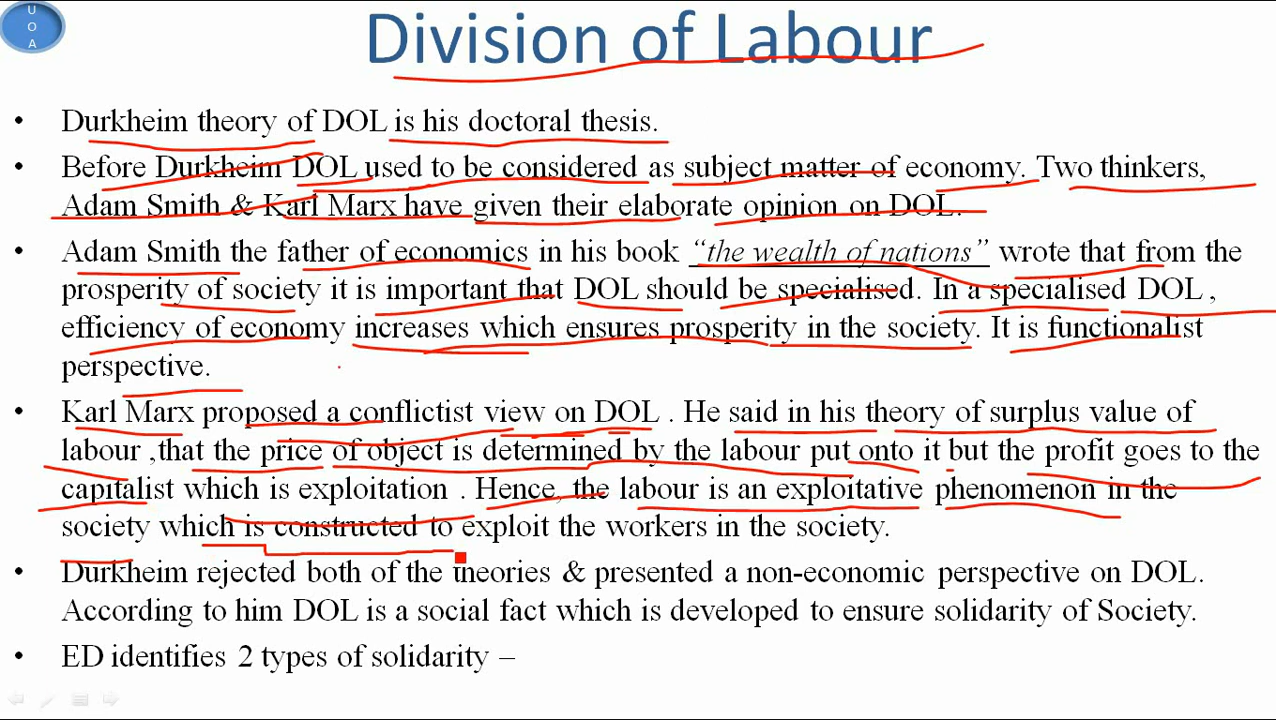 U
O
A
Division of Labour
• Durkheim theory of DOL is his doctoral thesis.
• Before Durkheim DOL used to be considered as subject matter of economy. Two thinkers,
Adam Smith & Karl Marx have given their elaborate opinion on DOL.
• Adam Smith the father of economics in his book “the wealth of nations” wrote that from the
prosperity of society it is important that DOL should be specialised. In a specialised DOL ,
efficiency of economy increases which ensures prosperity in the society. It is functionalist
perspective.
• Karl Marx proposed a conflictist view on DOL . He said in his theory of surplus value of
labour ,that the price of object is determined by the labour put onto it but the profit goes to the
capitalist which is exploitation . Hence, the labour is an exploitative phenomenon in the
society which is constructed to exploit the workers in the society.
• Durkheim rejected both of the theories & presented a non-economic perspective on DOL.
According to him DOL is a social fact which is developed to ensure solidarity of Society.
• ED identifies 2 types of solidarity –